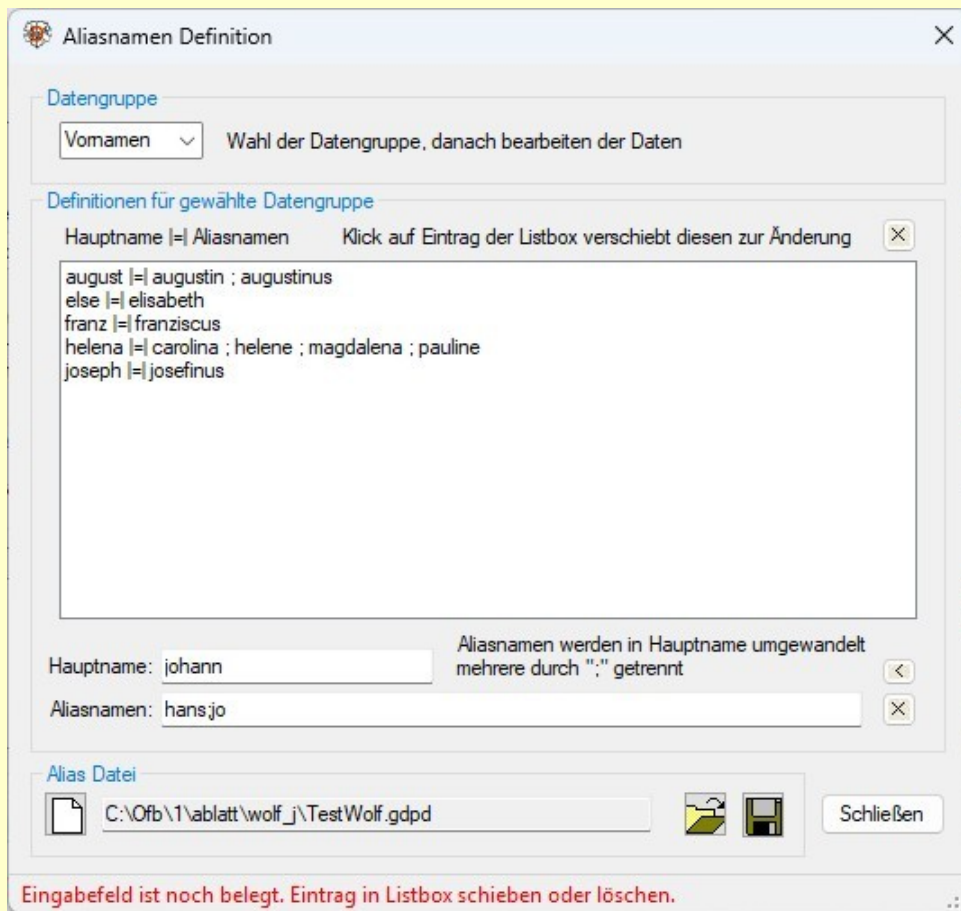 Aliasnamen Definition
Datengruppe
Vornamen
Wahl der Datengruppe, danach bearbeiten der Daten
Definitionen für gewählte Datengruppe
Hauptname |=| Aliasnamen Klick auf Eintrag der Listbox verschiebt diesen zur Änderung
august |=| augustin ; augustinus
else |=| elisabeth
franz |=| franziscus
helena |=| carolina ; helene ; magdalena ; pauline
joseph |=| josefinus
Aliasnamen werden in Hauptname umgewandelt
mehrere durch ";" getrennt
Hauptname: johann
<
Aliasnamen: hans;jo
Alias Datei
C:\Ofb\1\ablatt\wolf_j\TestWolf.gdpd
Schließen
Eingabefeld ist noch belegt. Eintrag in Listbox schieben oder löschen.